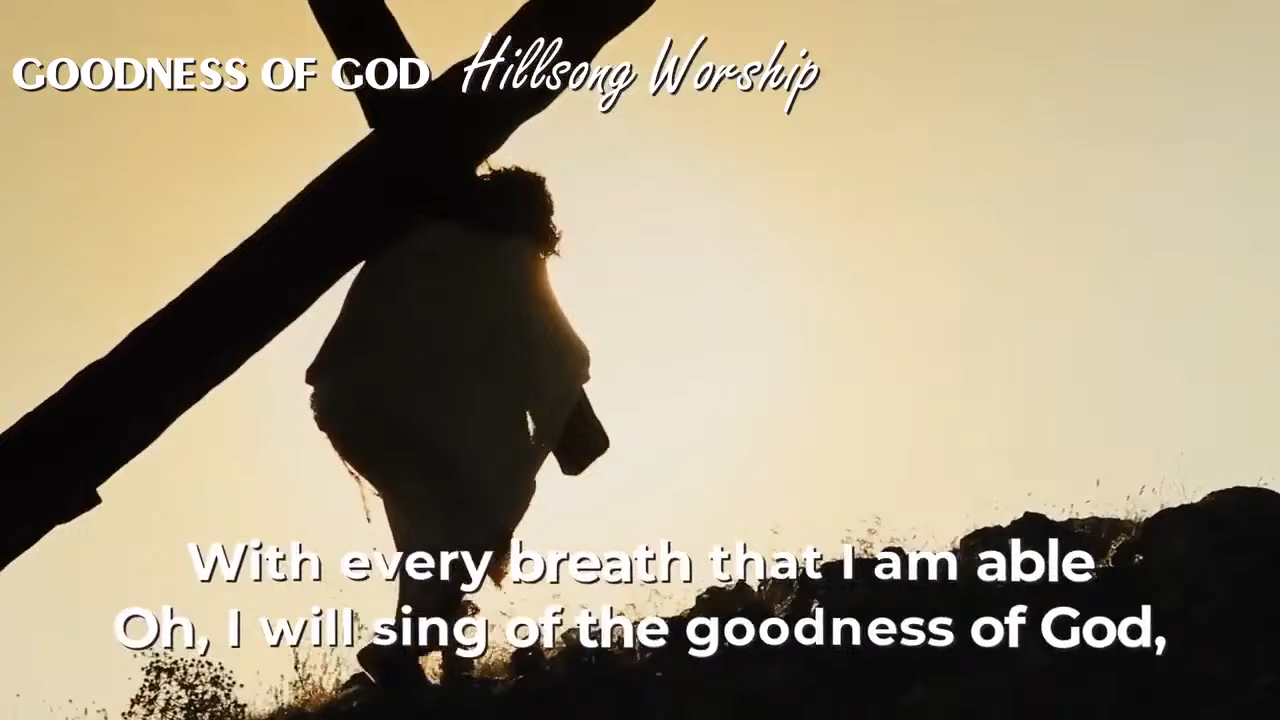 GOODNESS OF GOD Hillsong Worship
With every breath that I am able
Oh, I will sing of the goodness of God,